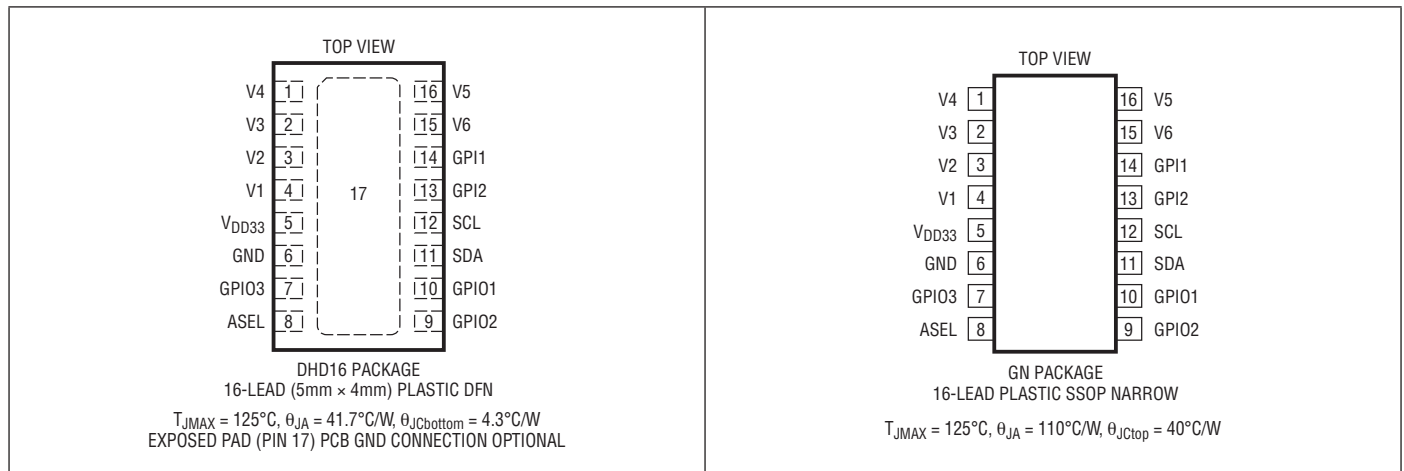 TOP VIEW
V4 1 16 V5
V3 2 15 V6
V2 3 14 GPI1
V1 4 17 13 GPI2
VDD33 5 12 SCL
GND 6 11 SDA
GPIO3 7 10 GPIO1
ASEL 8 9 GPIO2
DHD16 PACKAGE
16-LEAD (5mm × 4mm) PLASTIC DFN
TJMAX = 125°C, θJA = 41.7°C/W, θJCbottom = 4.3°C/W
EXPOSED PAD (PIN 17) PCB GND CONNECTION OPTIONAL
TOP VIEW
V4 1 16 V5
V3 2 15 V6
V2 3 14 GPI1
V1 4 13 GPI2
VDD33 5 12 SCL
GND 6 11 SDA
GPIO3 7 10 GPIO1
ASEL 8 9 GPIO2
GN PACKAGE
16-LEAD PLASTIC SSOP NARROW
TJMAX = 125°C, θJA = 110°C/W, θJCtop = 40°C/W